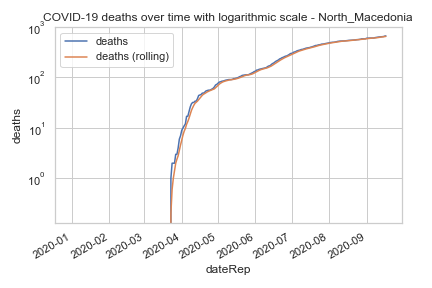 COVID-19 deaths over time with logarithmic scale - North_Macedonia
deaths
deaths (rolling)
10³
10²
10¹
10⁰
deaths
2020-01
2020-02
2020-03
2020-04
2020-05
2020-06
2020-07
2020-08
2020-09
dateRep